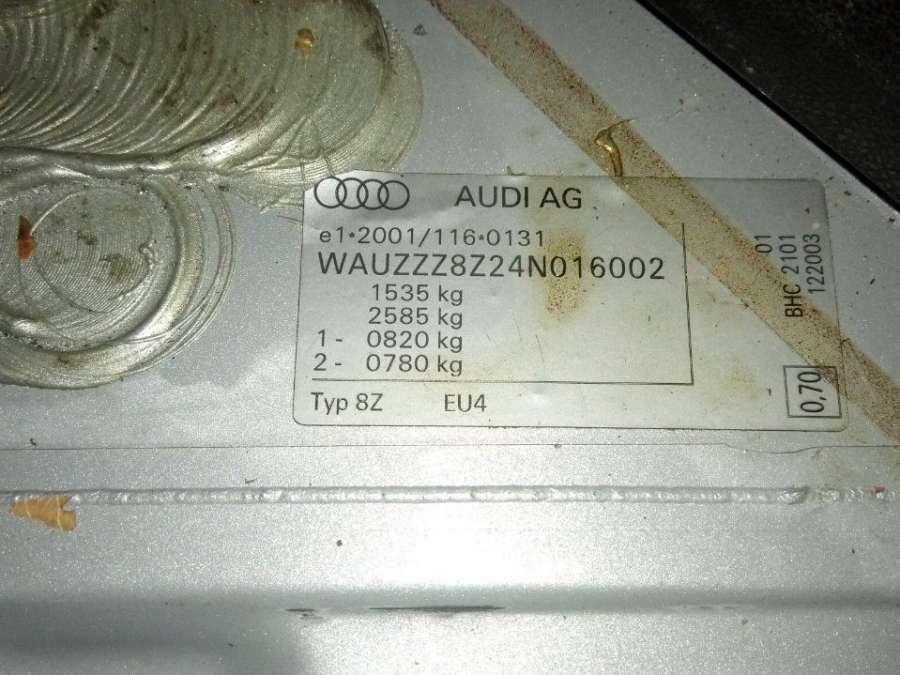 AUDI AG
e1•2001/116•0131
WAUZZZ8Z24N016002
1535 kg
2585 kg
1 - 0820 kg
2 - 0780 kg
Typ 8Z EU4
01
BHC 2101
122003
0,70